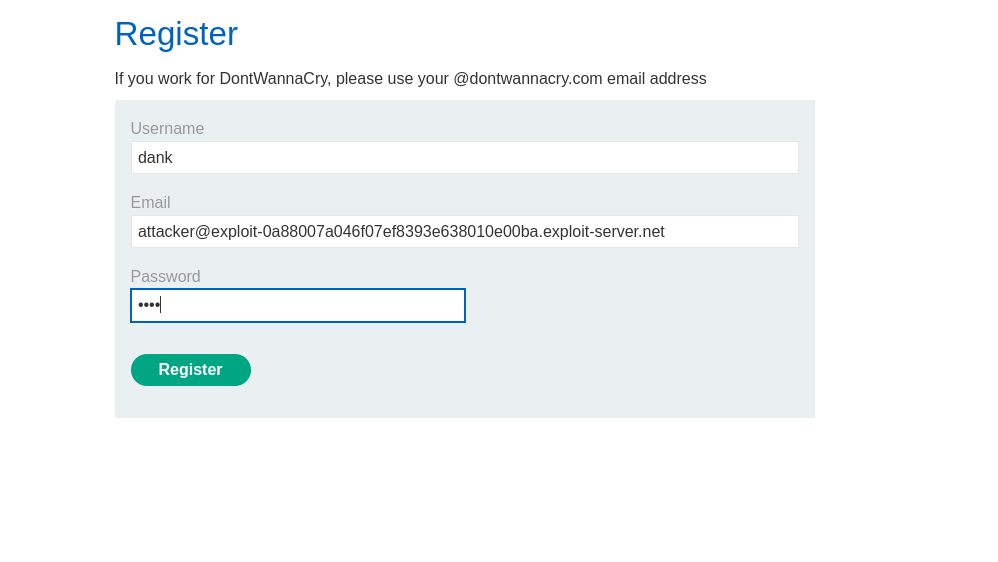 Register
If you work for DontWannaCry, please use your @dontwannacry.com email address
Username
dank
Email
attacker@exploit-0a88007a046f07ef8393e638010e00ba.exploit-server.net
Password
••••
Register